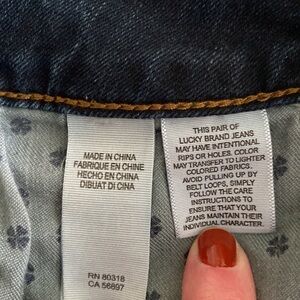 MADE IN CHINA
FABRIQUE EN CHINE
HECHO EN CHINA
DIBUAT DI CINA
RN 80318
CA 56897
THIS PAIR OF
LUCKY BRAND JEANS
MAY HAVE INTENTIONAL
RIPS OR HOLES. COLOR
MAY TRANSFER TO LIGHTER
COLORED FABRICS.
AVOID PULLING UP BY
BELT LOOPS, SIMPLY
FOLLOW THE CARE
INSTRUCTIONS TO
ENSURE THAT YOUR
JEANS MAINTAIN THEIR
INDIVIDUAL CHARACTER.